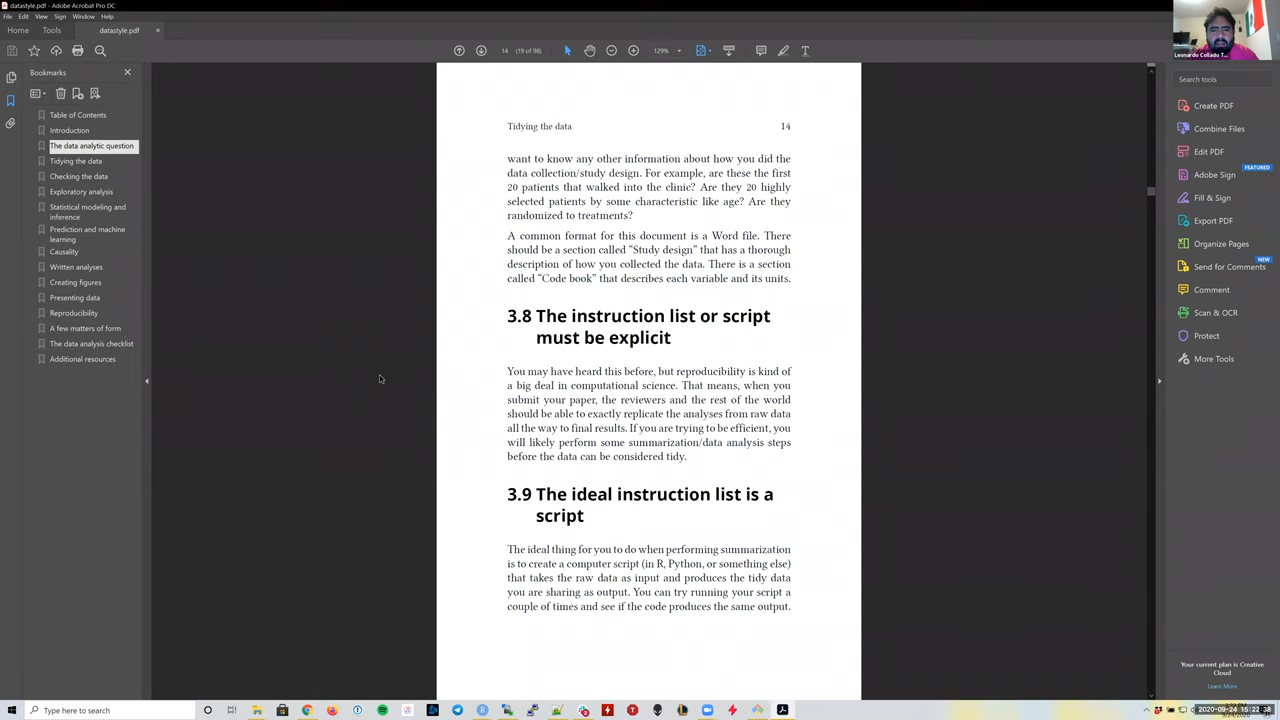 datastyle.pdf - Adobe Acrobat Pro DC
File Edit View Sign Window Help
Home Tools datastyle.pdf ×
14 (19 of 98) 129%
Leonardo Collado T...
Bookmarks
Table of Contents
Introduction
The data analytic question
Tidying the data
Checking the data
Exploratory analysis
Statistical modeling and
inference
Prediction and machine
learning
Causality
Written analyses
Creating figures
Presenting data
Reproducibility
A few matters of form
The data analysis checklist
Additional resources
Tidying the data 14
want to know any other information about how you did the
data collection/study design. For example, are these the first
20 patients that walked into the clinic? Are they 20 highly
selected patients by some characteristic like age? Are they
randomized to treatments?
A common format for this document is a Word file. There
should be a section called “Study design” that has a thorough
description of how you collected the data. There is a section
called “Code book” that describes each variable and its units.
3.8 The instruction list or script
must be explicit
You may have heard this before, but reproducibility is kind of
a big deal in computational science. That means, when you
submit your paper, the reviewers and the rest of the world
should be able to exactly replicate the analyses from raw data
all the way to final results. If you are trying to be efficient, you
will likely perform some summarization/data analysis steps
before the data can be considered tidy.
3.9 The ideal instruction list is a
script
The ideal thing for you to do when performing summarization
is to create a computer script (in R, Python, or something else)
that takes the raw data as input and produces the tidy data
you are sharing as output. You can try running your script a
couple of times and see if the code produces the same output.
Search tools
Create PDF
Combine Files
Edit PDF
FEATURED
Adobe Sign
Fill & Sign
Export PDF
Organize Pages
NEW
Send for Comments
Comment
Scan & OCR
Protect
More Tools
Your current plan is Creative
Cloud
Learn More
Type here to search
2020-09-24 15:22:38